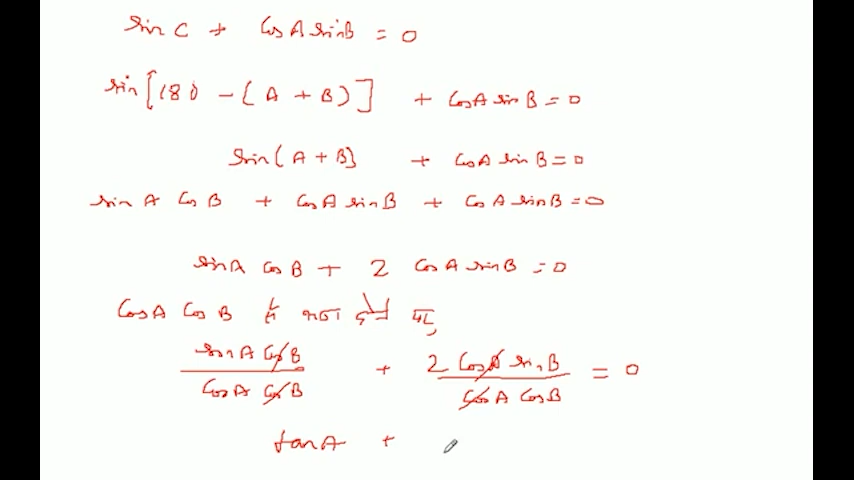 sin C + cos A sin B = 0
sin [180 - (A + B)] + cos A sin B = 0
sin (A + B) + cos A sin B = 0
sin A cos B + cos A sin B + cos A sin B = 0
sin A cos B + 2 cos A sin B = 0
cos A cos B से भाग देने पर
sin A cos B / cos A cos B + 2 cos A sin B / cos A cos B = 0
tan A +